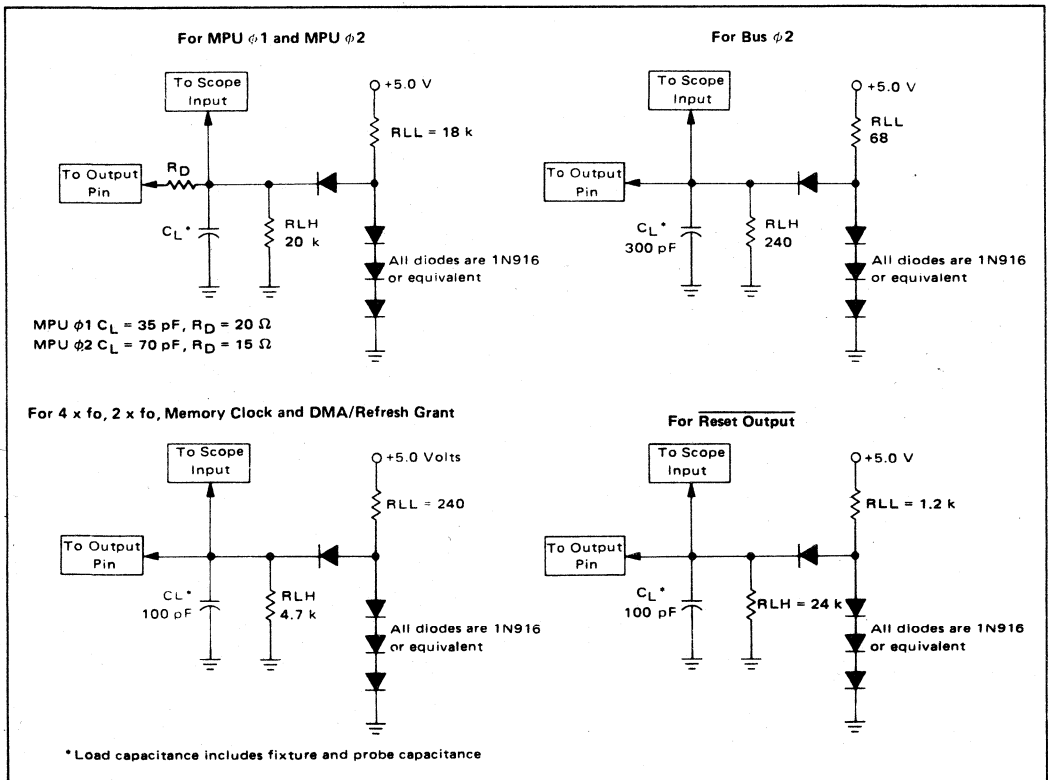 For MPU ϕ1 and MPU ϕ2
To Scope
Input
+5.0 V
RLL = 18 k
To Output
Pin
RD
CL*
RLH
20 k
All diodes are 1N916
or equivalent
MPU ϕ1 CL = 35 pF, RD = 20 Ω
MPU ϕ2 CL = 70 pF, RD = 15 Ω
For Bus ϕ2
To Scope
Input
+5.0 V
RLL
68
To Output
Pin
CL*
300 pF
RLH
240
All diodes are 1N916
or equivalent
For 4 x fo, 2 x fo, Memory Clock and DMA/Refresh Grant
To Scope
Input
+5.0 Volts
RLL = 240
To Output
Pin
CL*
100 pF
RLH
4.7 k
All diodes are 1N916
or equivalent
For Reset Output
To Scope
Input
+5.0 V
RLL = 1.2 k
To Output
Pin
CL*
100 pF
RLH = 24 k
All diodes are 1N916
or equivalent
* Load capacitance includes fixture and probe capacitance